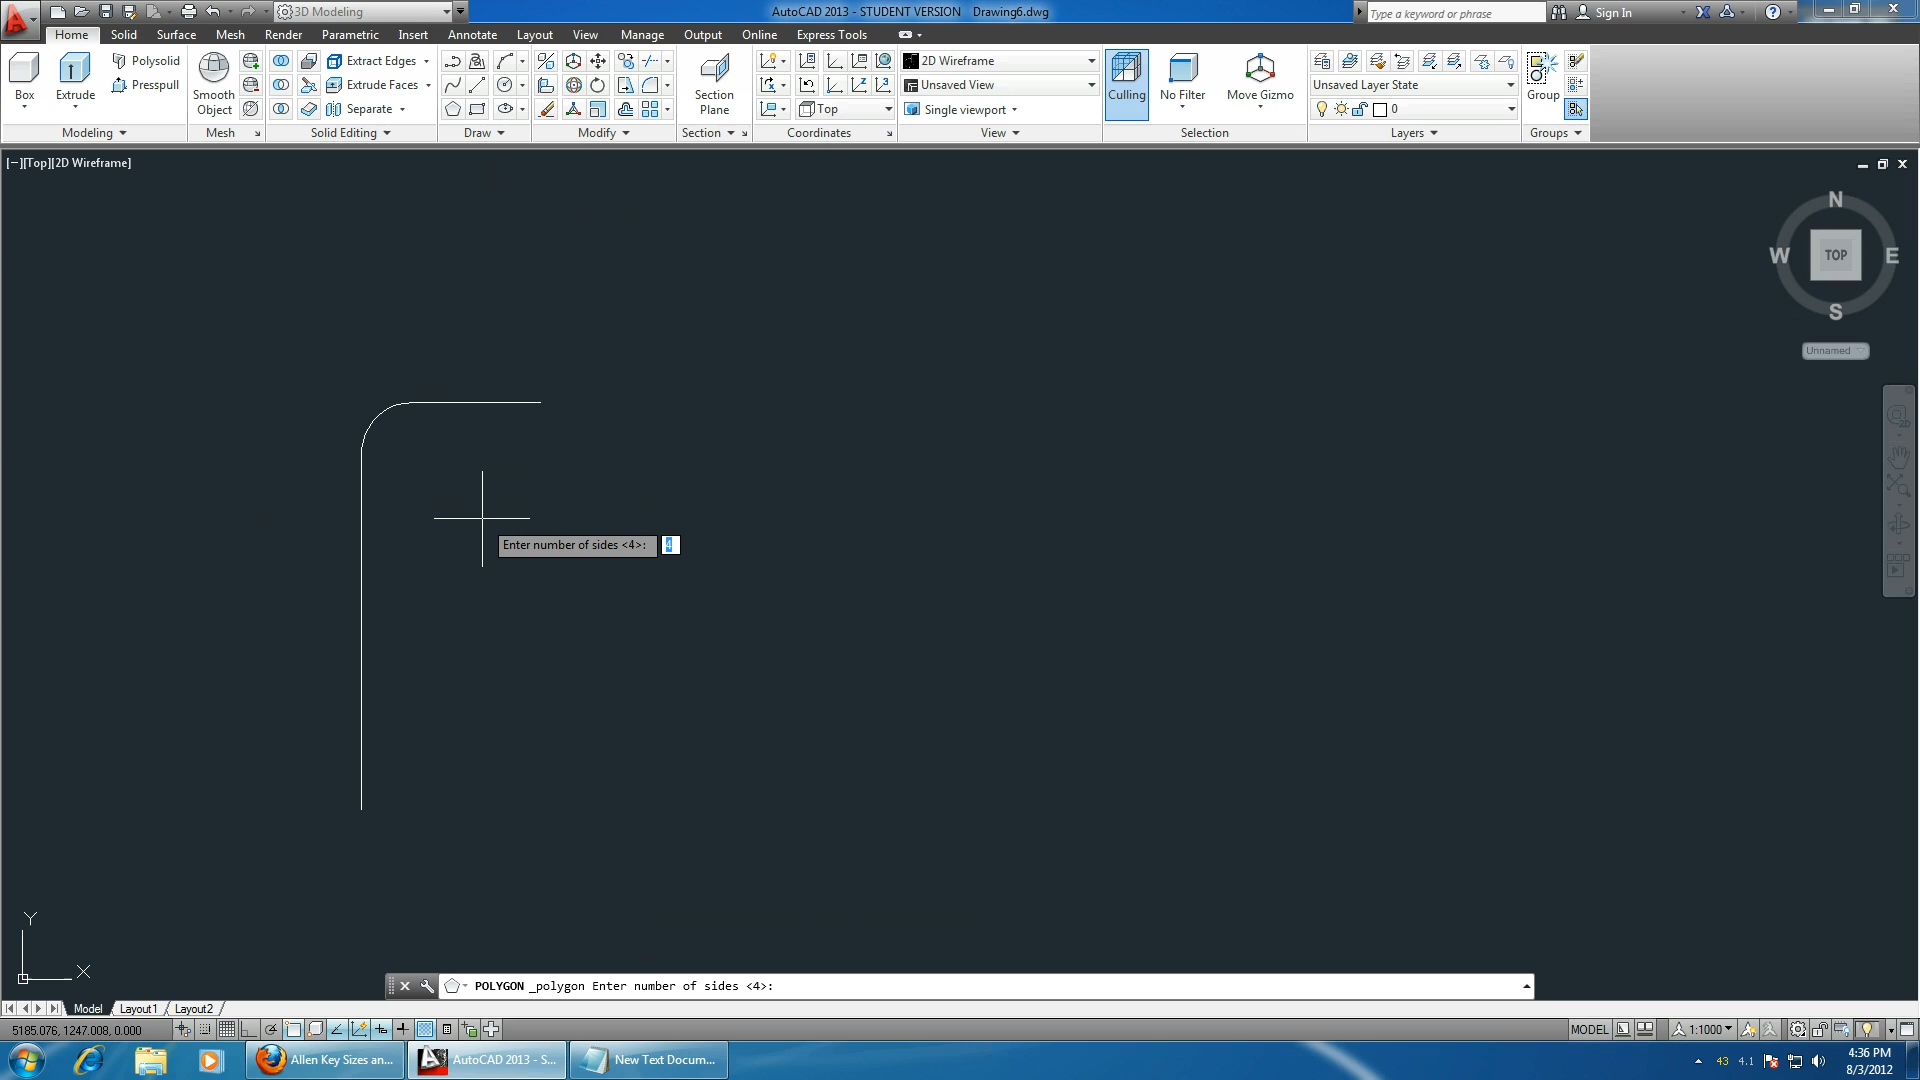 3D Modeling
AutoCAD 2013 - STUDENT VERSION Drawing6.dwg
Type a keyword or phrase
Sign In
Home Solid Surface Mesh Render Parametric Insert Annotate Layout View Manage Output Online Express Tools
Box
Extrude
Polysolid
Presspull
Modeling
Smooth
Object
Mesh
Extract Edges
Extrude Faces
Separate
Solid Editing
Draw
Modify
Section
Plane
Section
Top
Coordinates
2D Wireframe
Unsaved View
Single viewport
View
Culling
No Filter
Move Gizmo
Selection
Unsaved Layer State
0
Layers
Group
Groups
[−][Top][2D Wireframe]
N
W
TOP
E
S
Unnamed
Enter number of sides <4>: 4
Y
X
POLYGON _polygon Enter number of sides <4>:
Model Layout1 Layout2
5185.076, 1247.008, 0.000
MODEL
1:1000
Allen Key Sizes an...
AutoCAD 2013 - S...
New Text Docum...
43 4.1
4:36 PM
8/3/2012